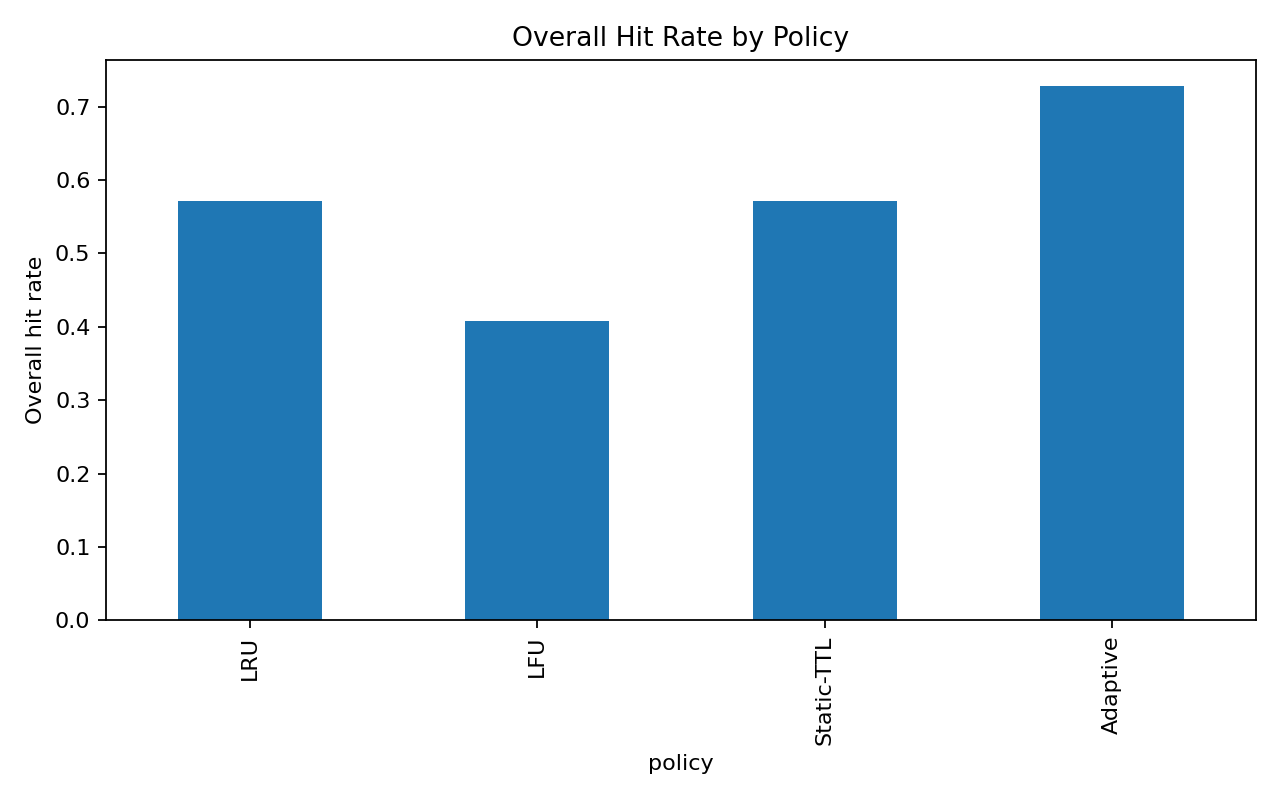 Overall Hit Rate by Policy
Overall hit rate
0.7
0.6
0.5
0.4
0.3
0.2
0.1
0.0
LRU
LFU
Static-TTL
Adaptive
policy